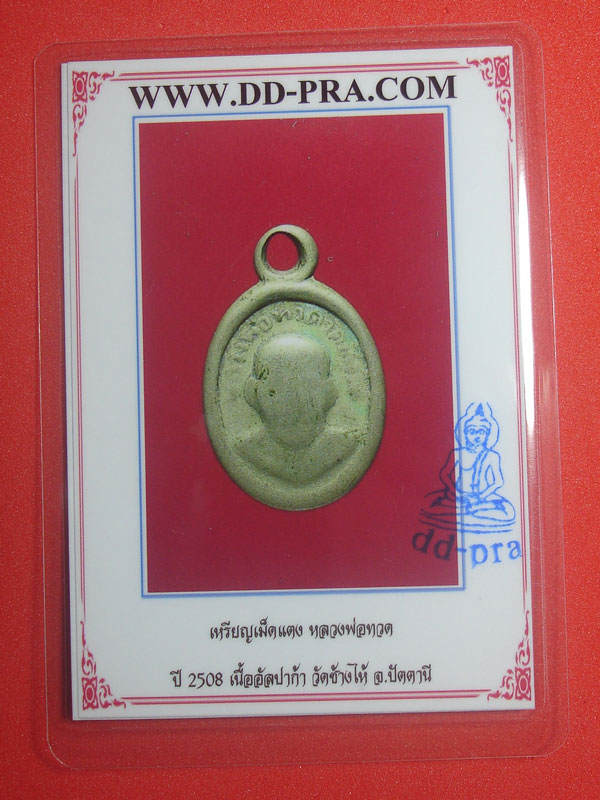 WWW.DD-PRA.COM
dd-pra
เหรียญเม็ดแตง หลวงพ่อทวด
ปี 2508 เนื้ออัลปาก้า วัดช้างให้ จ.ปัตตานี